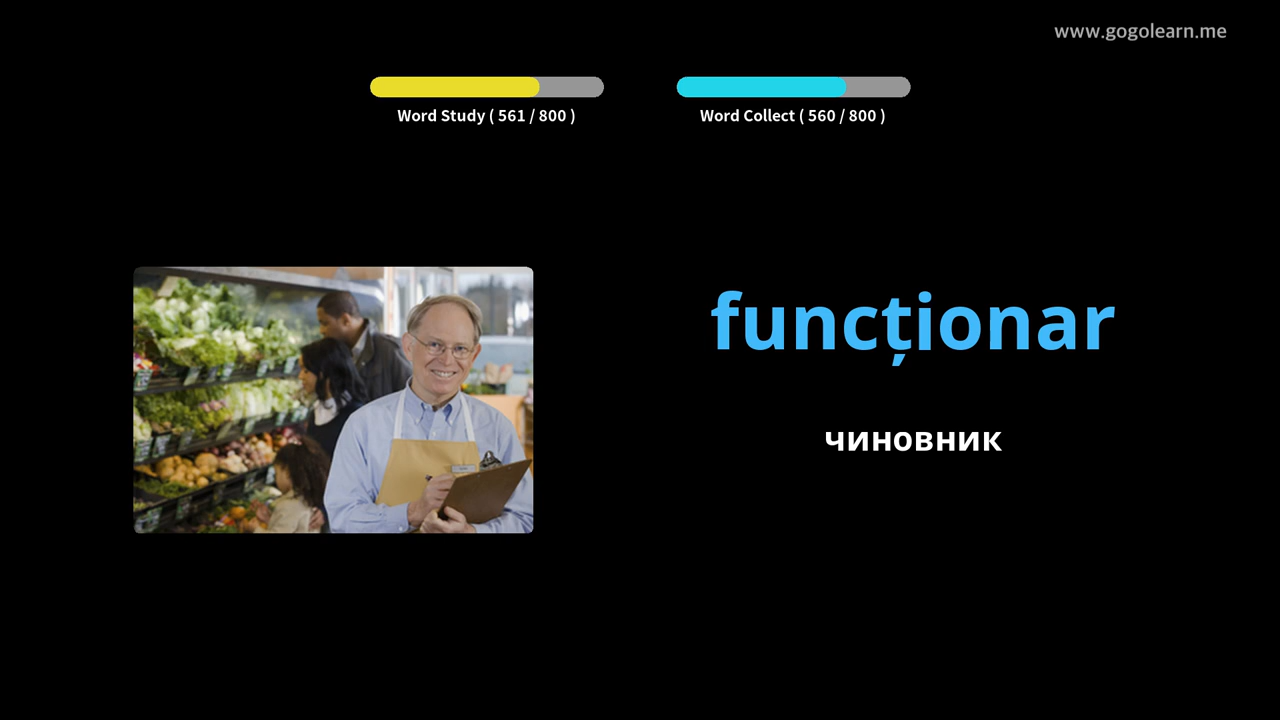 www.gogolearn.me
Word Study ( 561 / 800 )
Word Collect ( 560 / 800 )
funcționar
чиновник